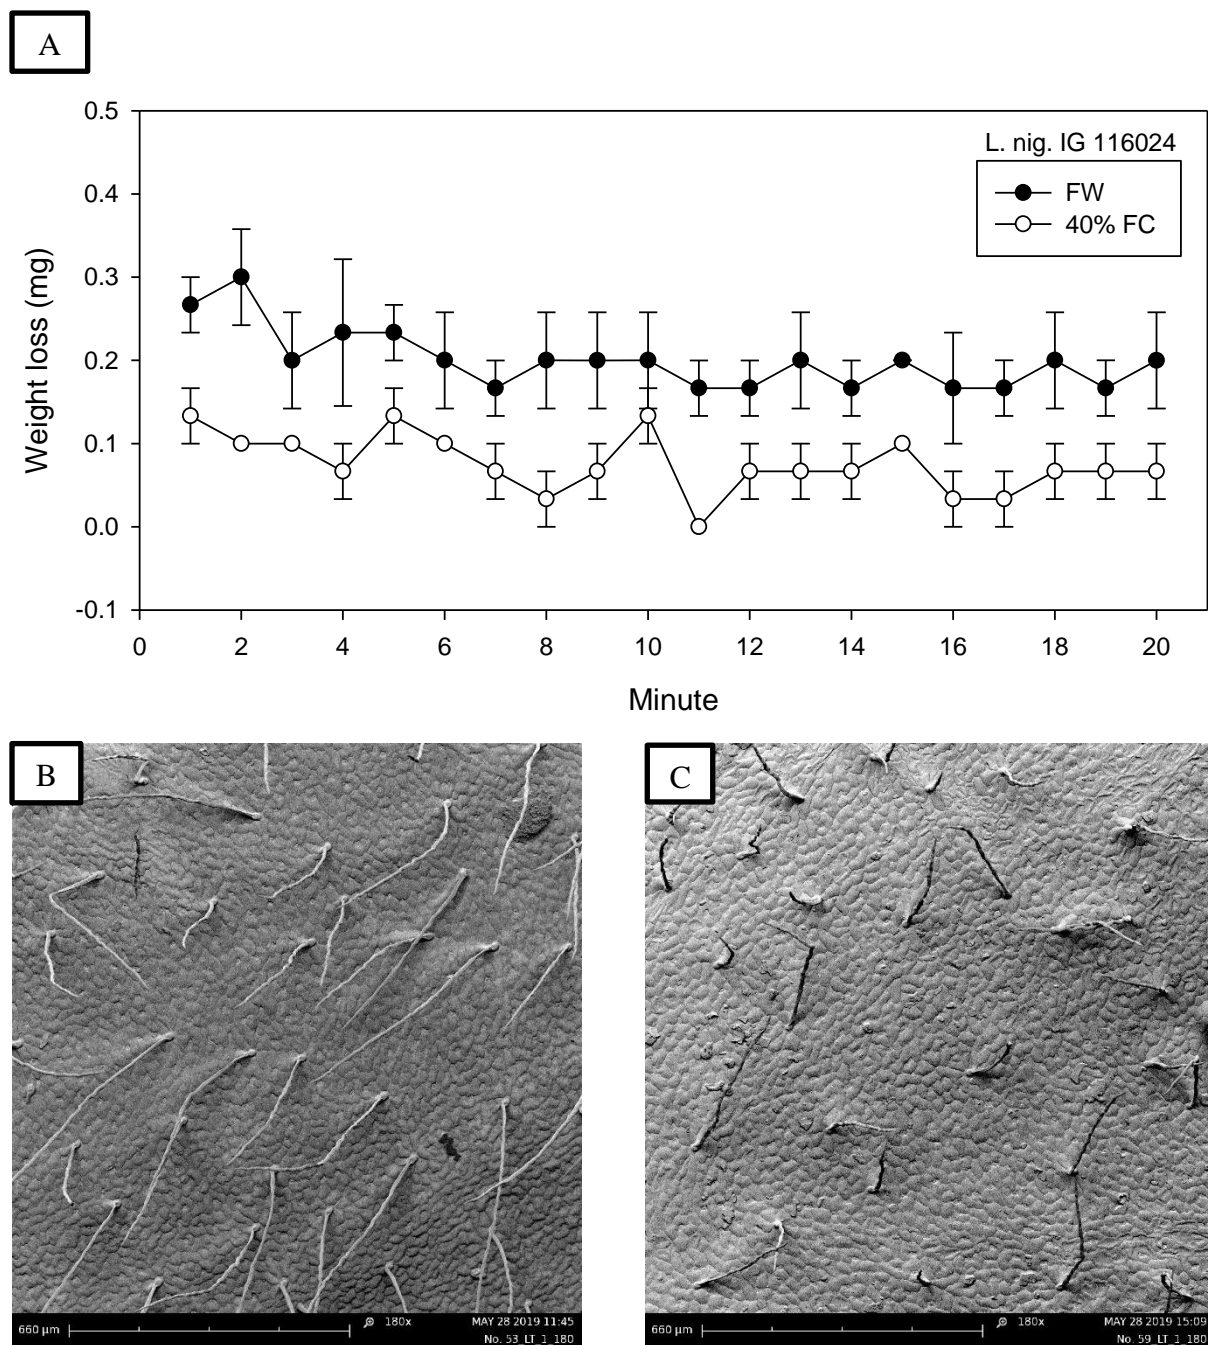 A
L. nig. IG 116024
FW
40% FC
Weight loss (mg)
0.5
0.4
0.3
0.2
0.1
0.0
-0.1
0 2 4 6 8 10 12 14 16 18 20
Minute
B
660 µm
180x
MAY 28 2019 11:45
No. 53_LT_1_180
C
660 µm
180x
MAY 28 2019 15:09
No. 59_LT_1_180